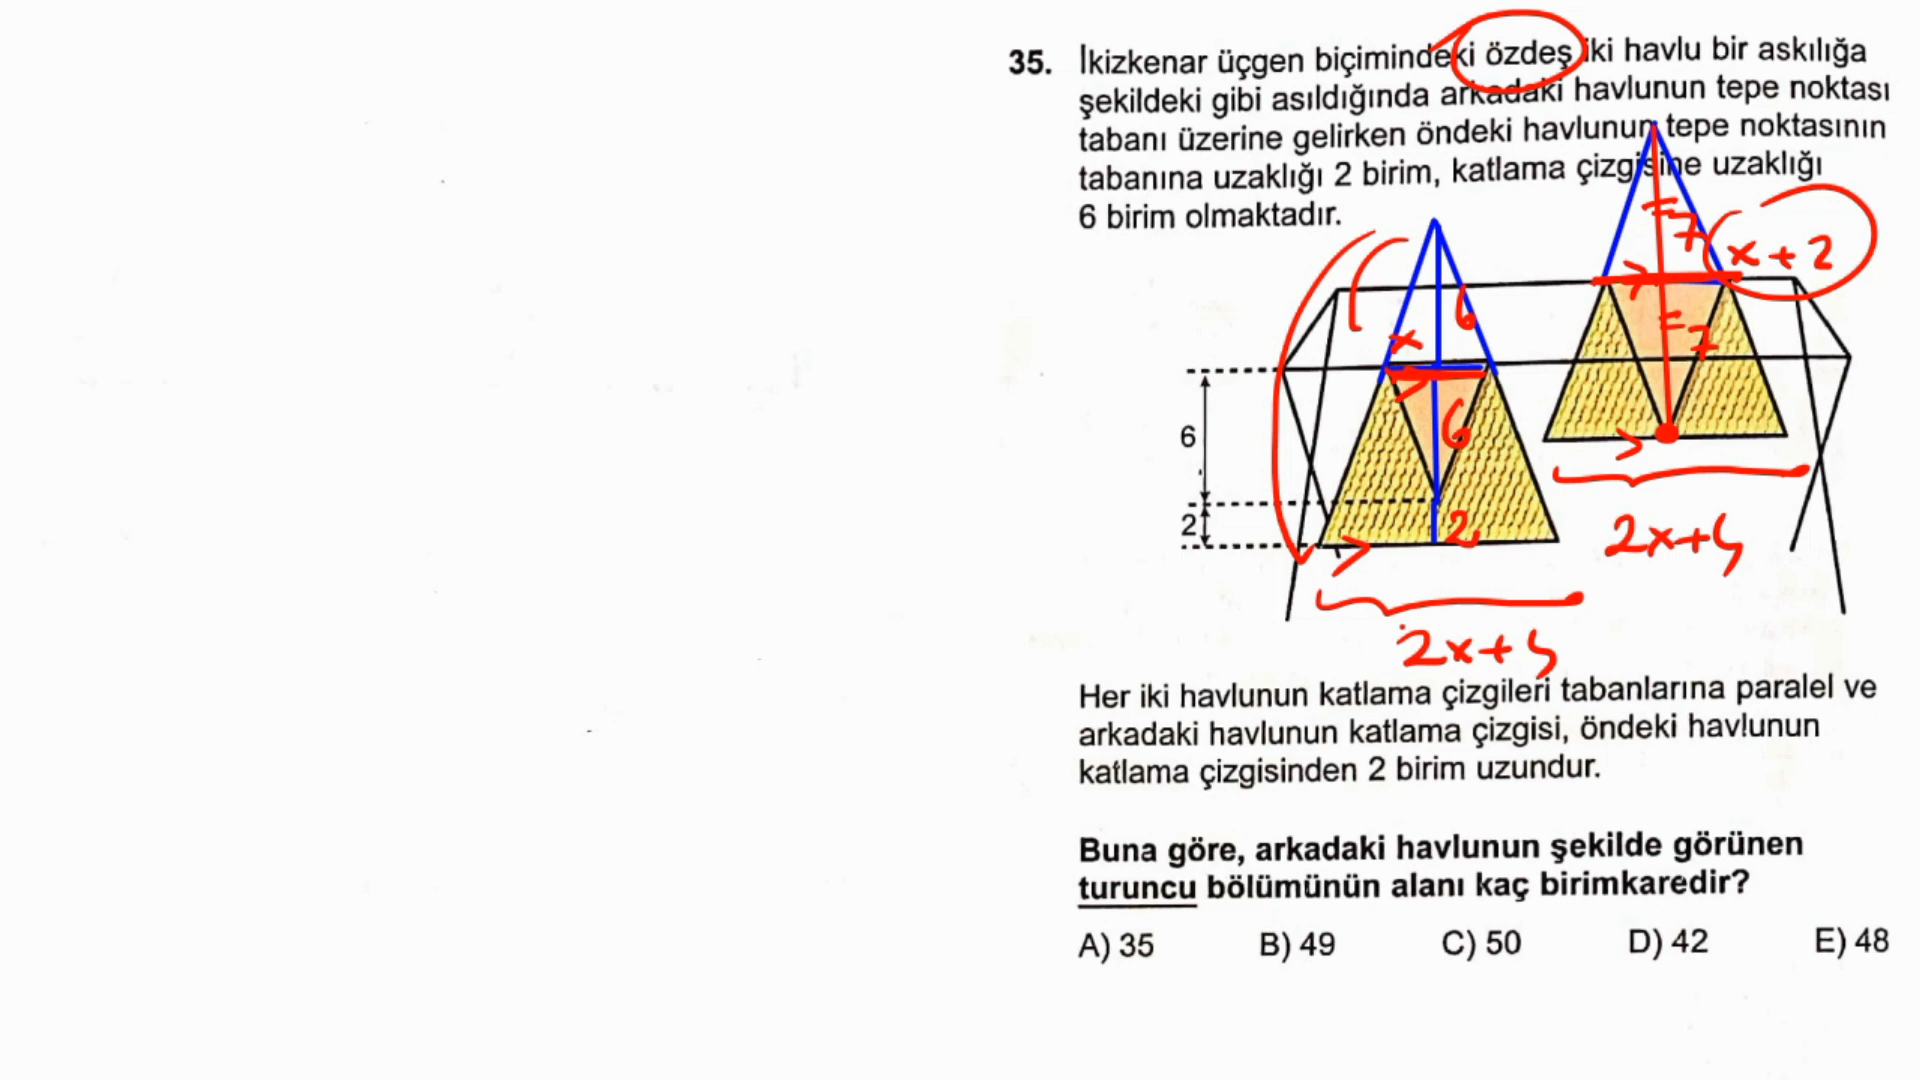 35. İkizkenar üçgen biçimindeki özdeş iki havlu bir askılığa
şekildeki gibi asıldığında arkadaki havlunun tepe noktası
tabanı üzerine gelirken öndeki havlunun tepe noktasının
tabanına uzaklığı 2 birim, katlama çizgisine uzaklığı
6 birim olmaktadır.
= 7
x + 2
6
x
= 7
6
6
2
2
2x+4
2x+4
Her iki havlunun katlama çizgileri tabanlarına paralel ve
arkadaki havlunun katlama çizgisi, öndeki havlunun
katlama çizgisinden 2 birim uzundur.
Buna göre, arkadaki havlunun şekilde görünen
turuncu bölümünün alanı kaç birimkaredir?
A) 35 B) 49 C) 50 D) 42 E) 48